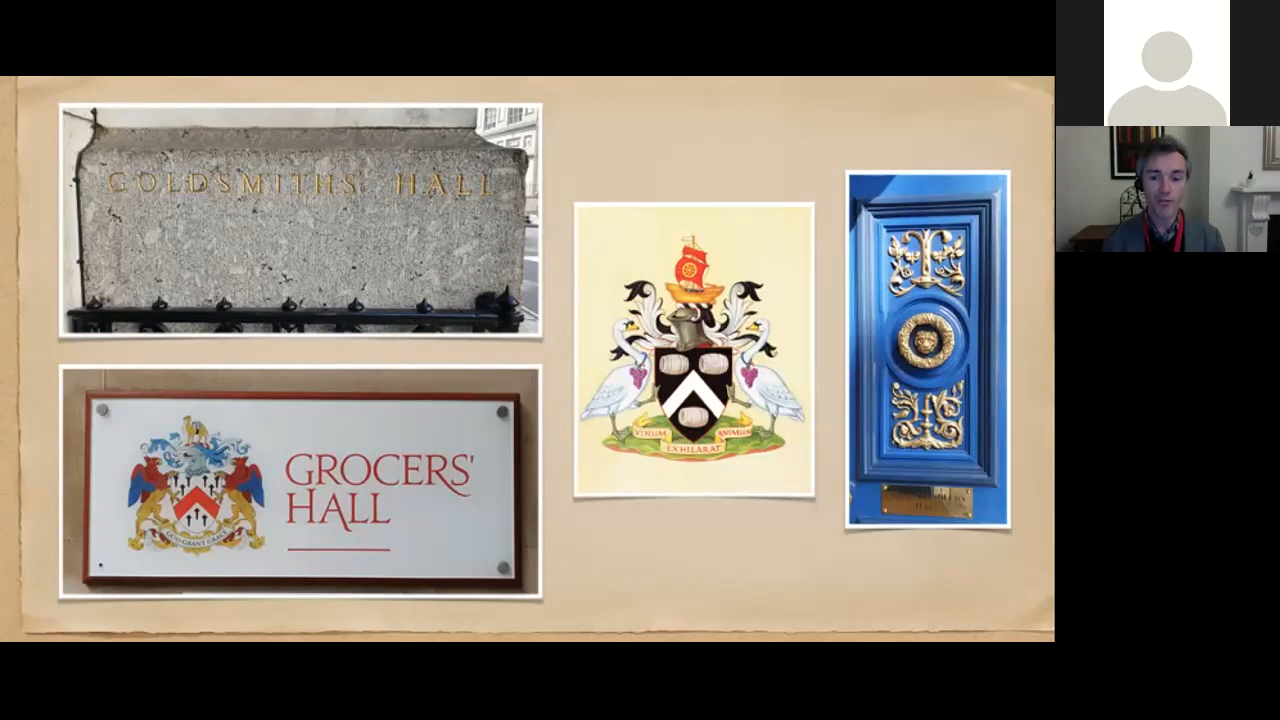 GOLDSMITHS' HALL
GROCERS'
HALL
GOD GRANT GRACE
VINUM
EXHILARAT
ANIMUM